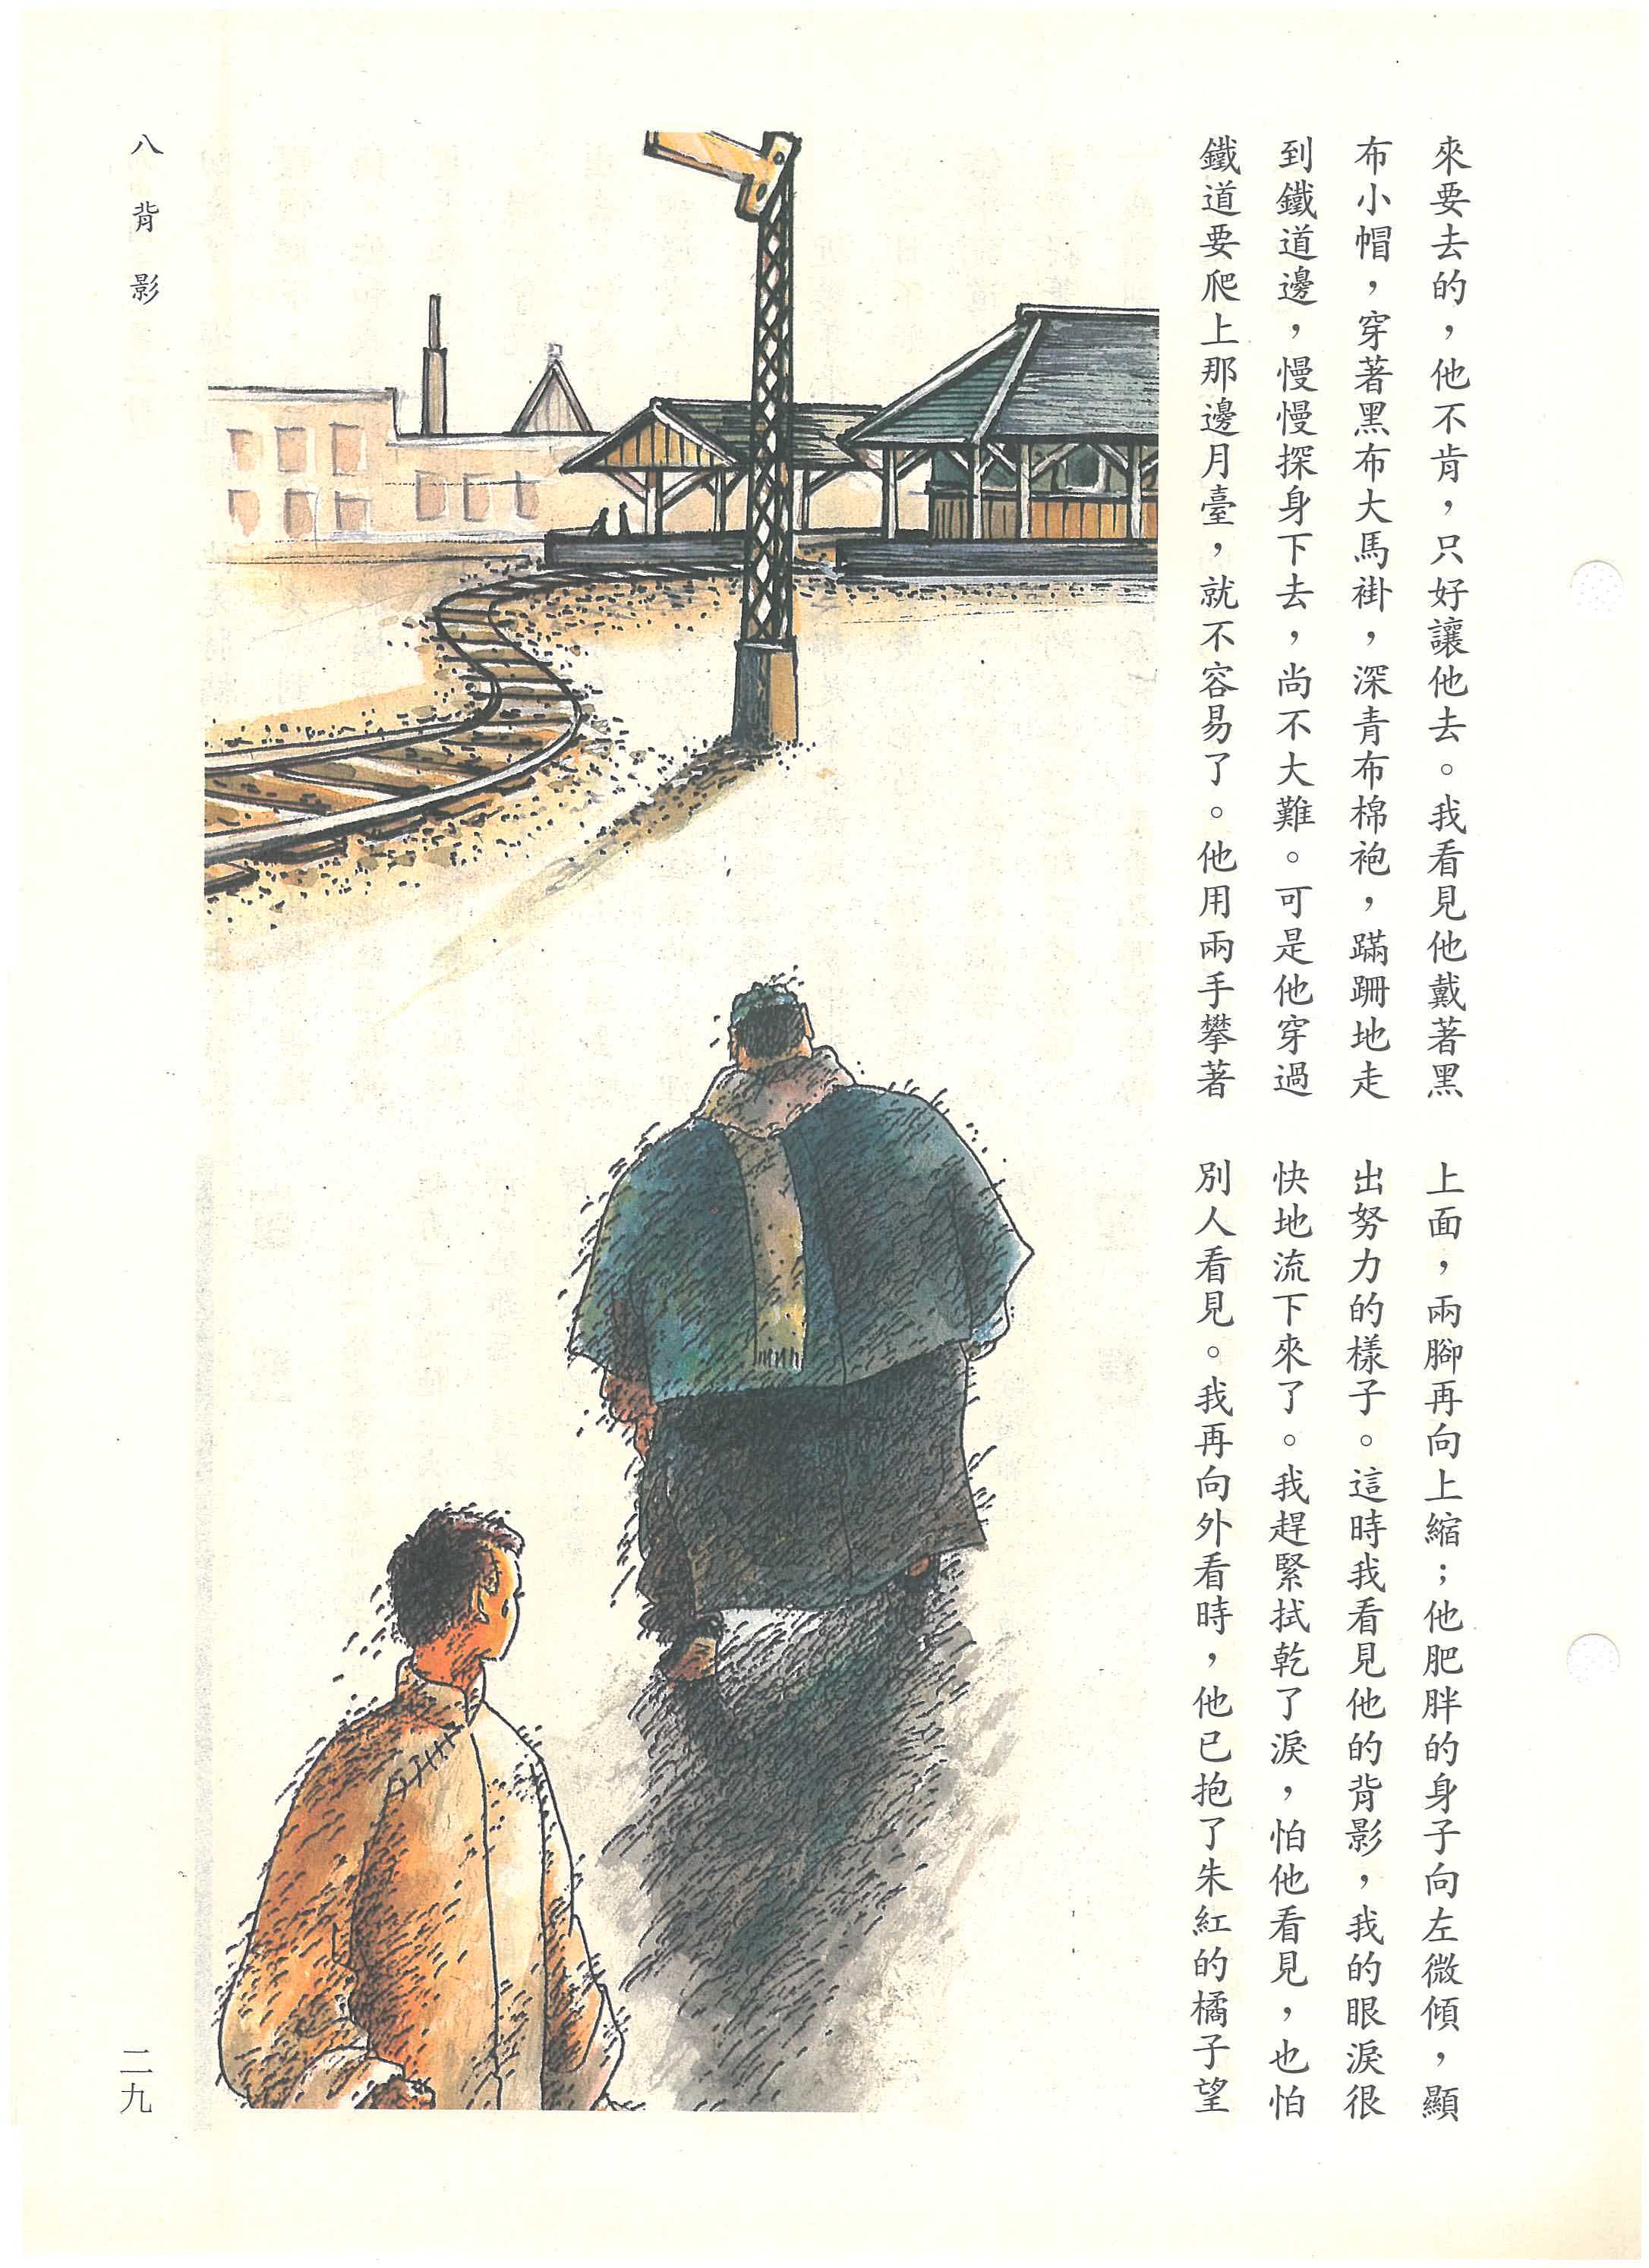 來要去的，他不肯，只好讓他去。我看見他戴著黑
布小帽，穿著黑布大馬褂，深青布棉袍，蹣跚地走
到鐵道邊，慢慢探身下去，尚不大難。可是他穿過
鐵道要爬上那邊月臺，就不容易了。他用兩手攀著
上面，兩腳再向上縮；他肥胖的身子向左微傾，顯
出努力的樣子。這時我看見他的背影，我的眼淚很
快地流下來了。我趕緊拭乾了淚，怕他看見，也怕
別人看見。我再向外看時，他已抱了朱紅的橘子望
八 背 影
二九